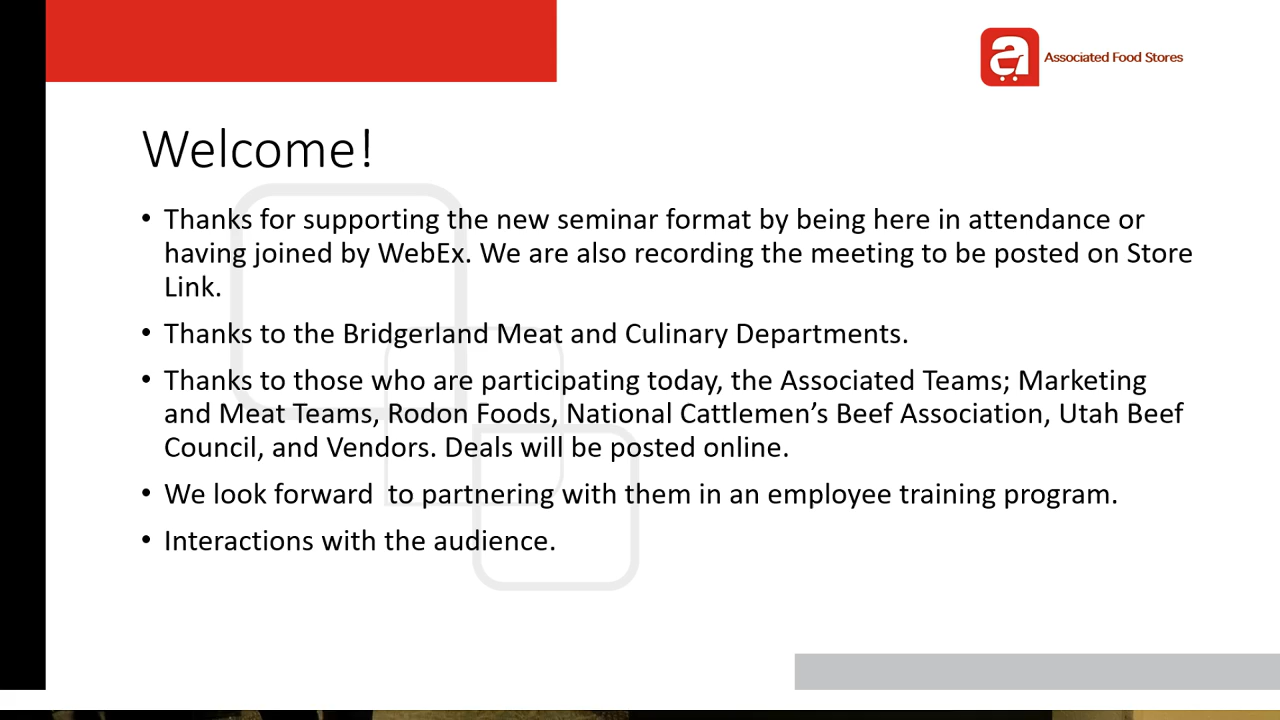 Associated Food Stores
Welcome!
• Thanks for supporting the new seminar format by being here in attendance or
having joined by WebEx. We are also recording the meeting to be posted on Store
Link.
• Thanks to the Bridgerland Meat and Culinary Departments.
• Thanks to those who are participating today, the Associated Teams; Marketing
and Meat Teams, Rodon Foods, National Cattlemen’s Beef Association, Utah Beef
Council, and Vendors. Deals will be posted online.
• We look forward  to partnering with them in an employee training program.
• Interactions with the audience.